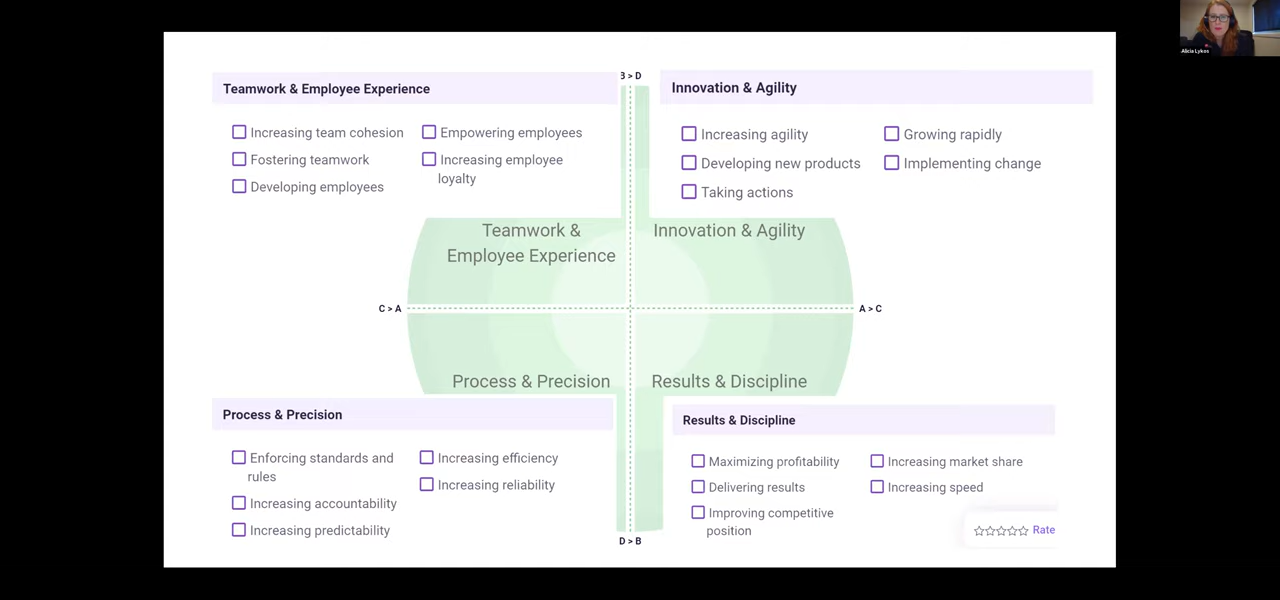 Alicia Lykos
B > D
Teamwork & Employee Experience
Increasing team cohesion
Fostering teamwork
Developing employees
Empowering employees
Increasing employee
loyalty
Innovation & Agility
Increasing agility
Developing new products
Taking actions
Growing rapidly
Implementing change
Teamwork &
Employee Experience
Innovation & Agility
C > A
A > C
Process & Precision
Results & Discipline
Process & Precision
Enforcing standards and
rules
Increasing accountability
Increasing predictability
Increasing efficiency
Increasing reliability
Results & Discipline
Maximizing profitability
Delivering results
Improving competitive
position
Increasing market share
Increasing speed
Rate
D > B